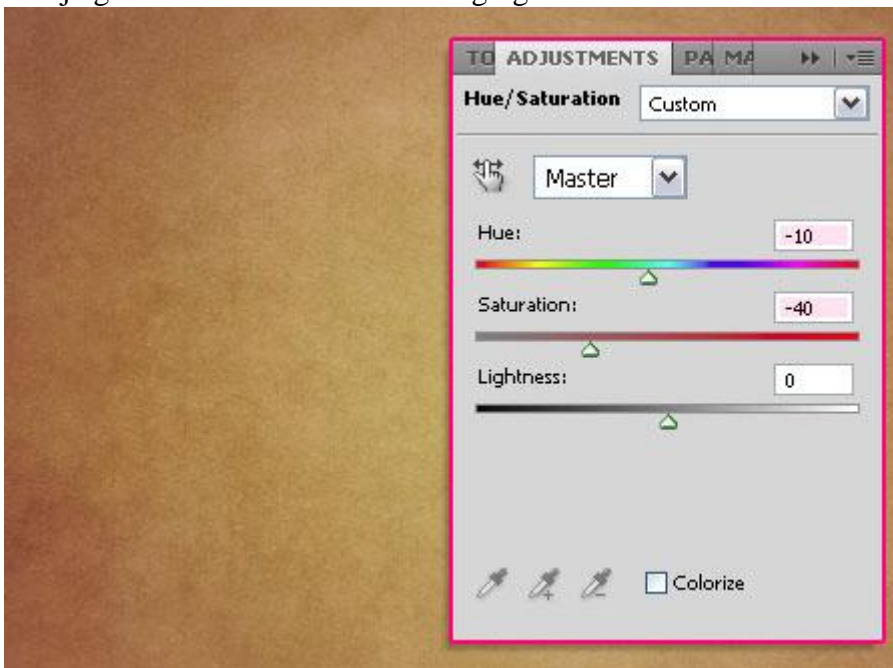 TO ADJUSTMENTS PA MA
Hue/Saturation Custom
Master
Hue: -10
Saturation: -40
Lightness: 0
Colorize